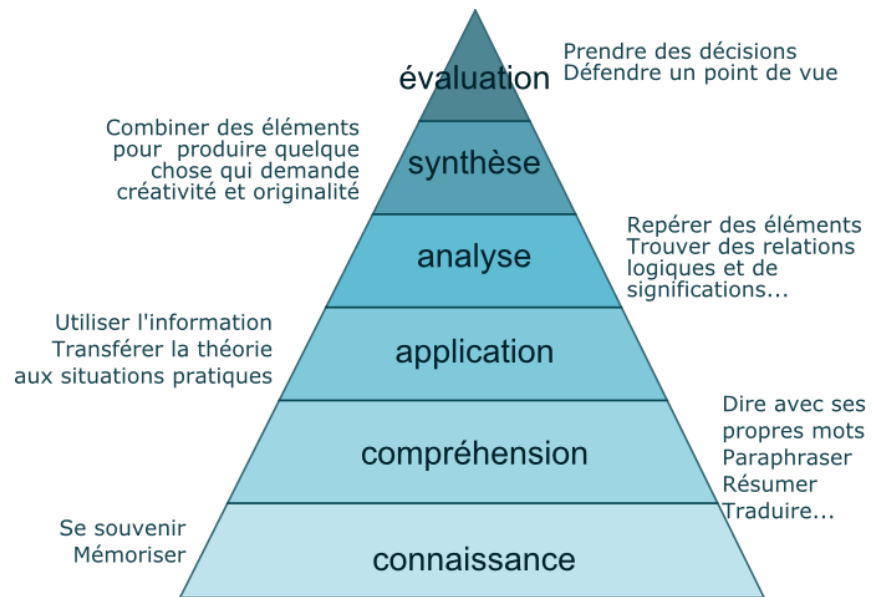 Prendre des décisions
Défendre un point de vue
évaluation
Combiner des éléments
pour produire quelque
chose qui demande
créativité et originalité
synthèse
Repérer des éléments
Trouver des relations
logiques et de
significations...
analyse
Utiliser l'information
Transférer la théorie
aux situations pratiques
application
Dire avec ses
propres mots
Paraphraser
Résumer
Traduire...
compréhension
Se souvenir
Mémoriser
connaissance